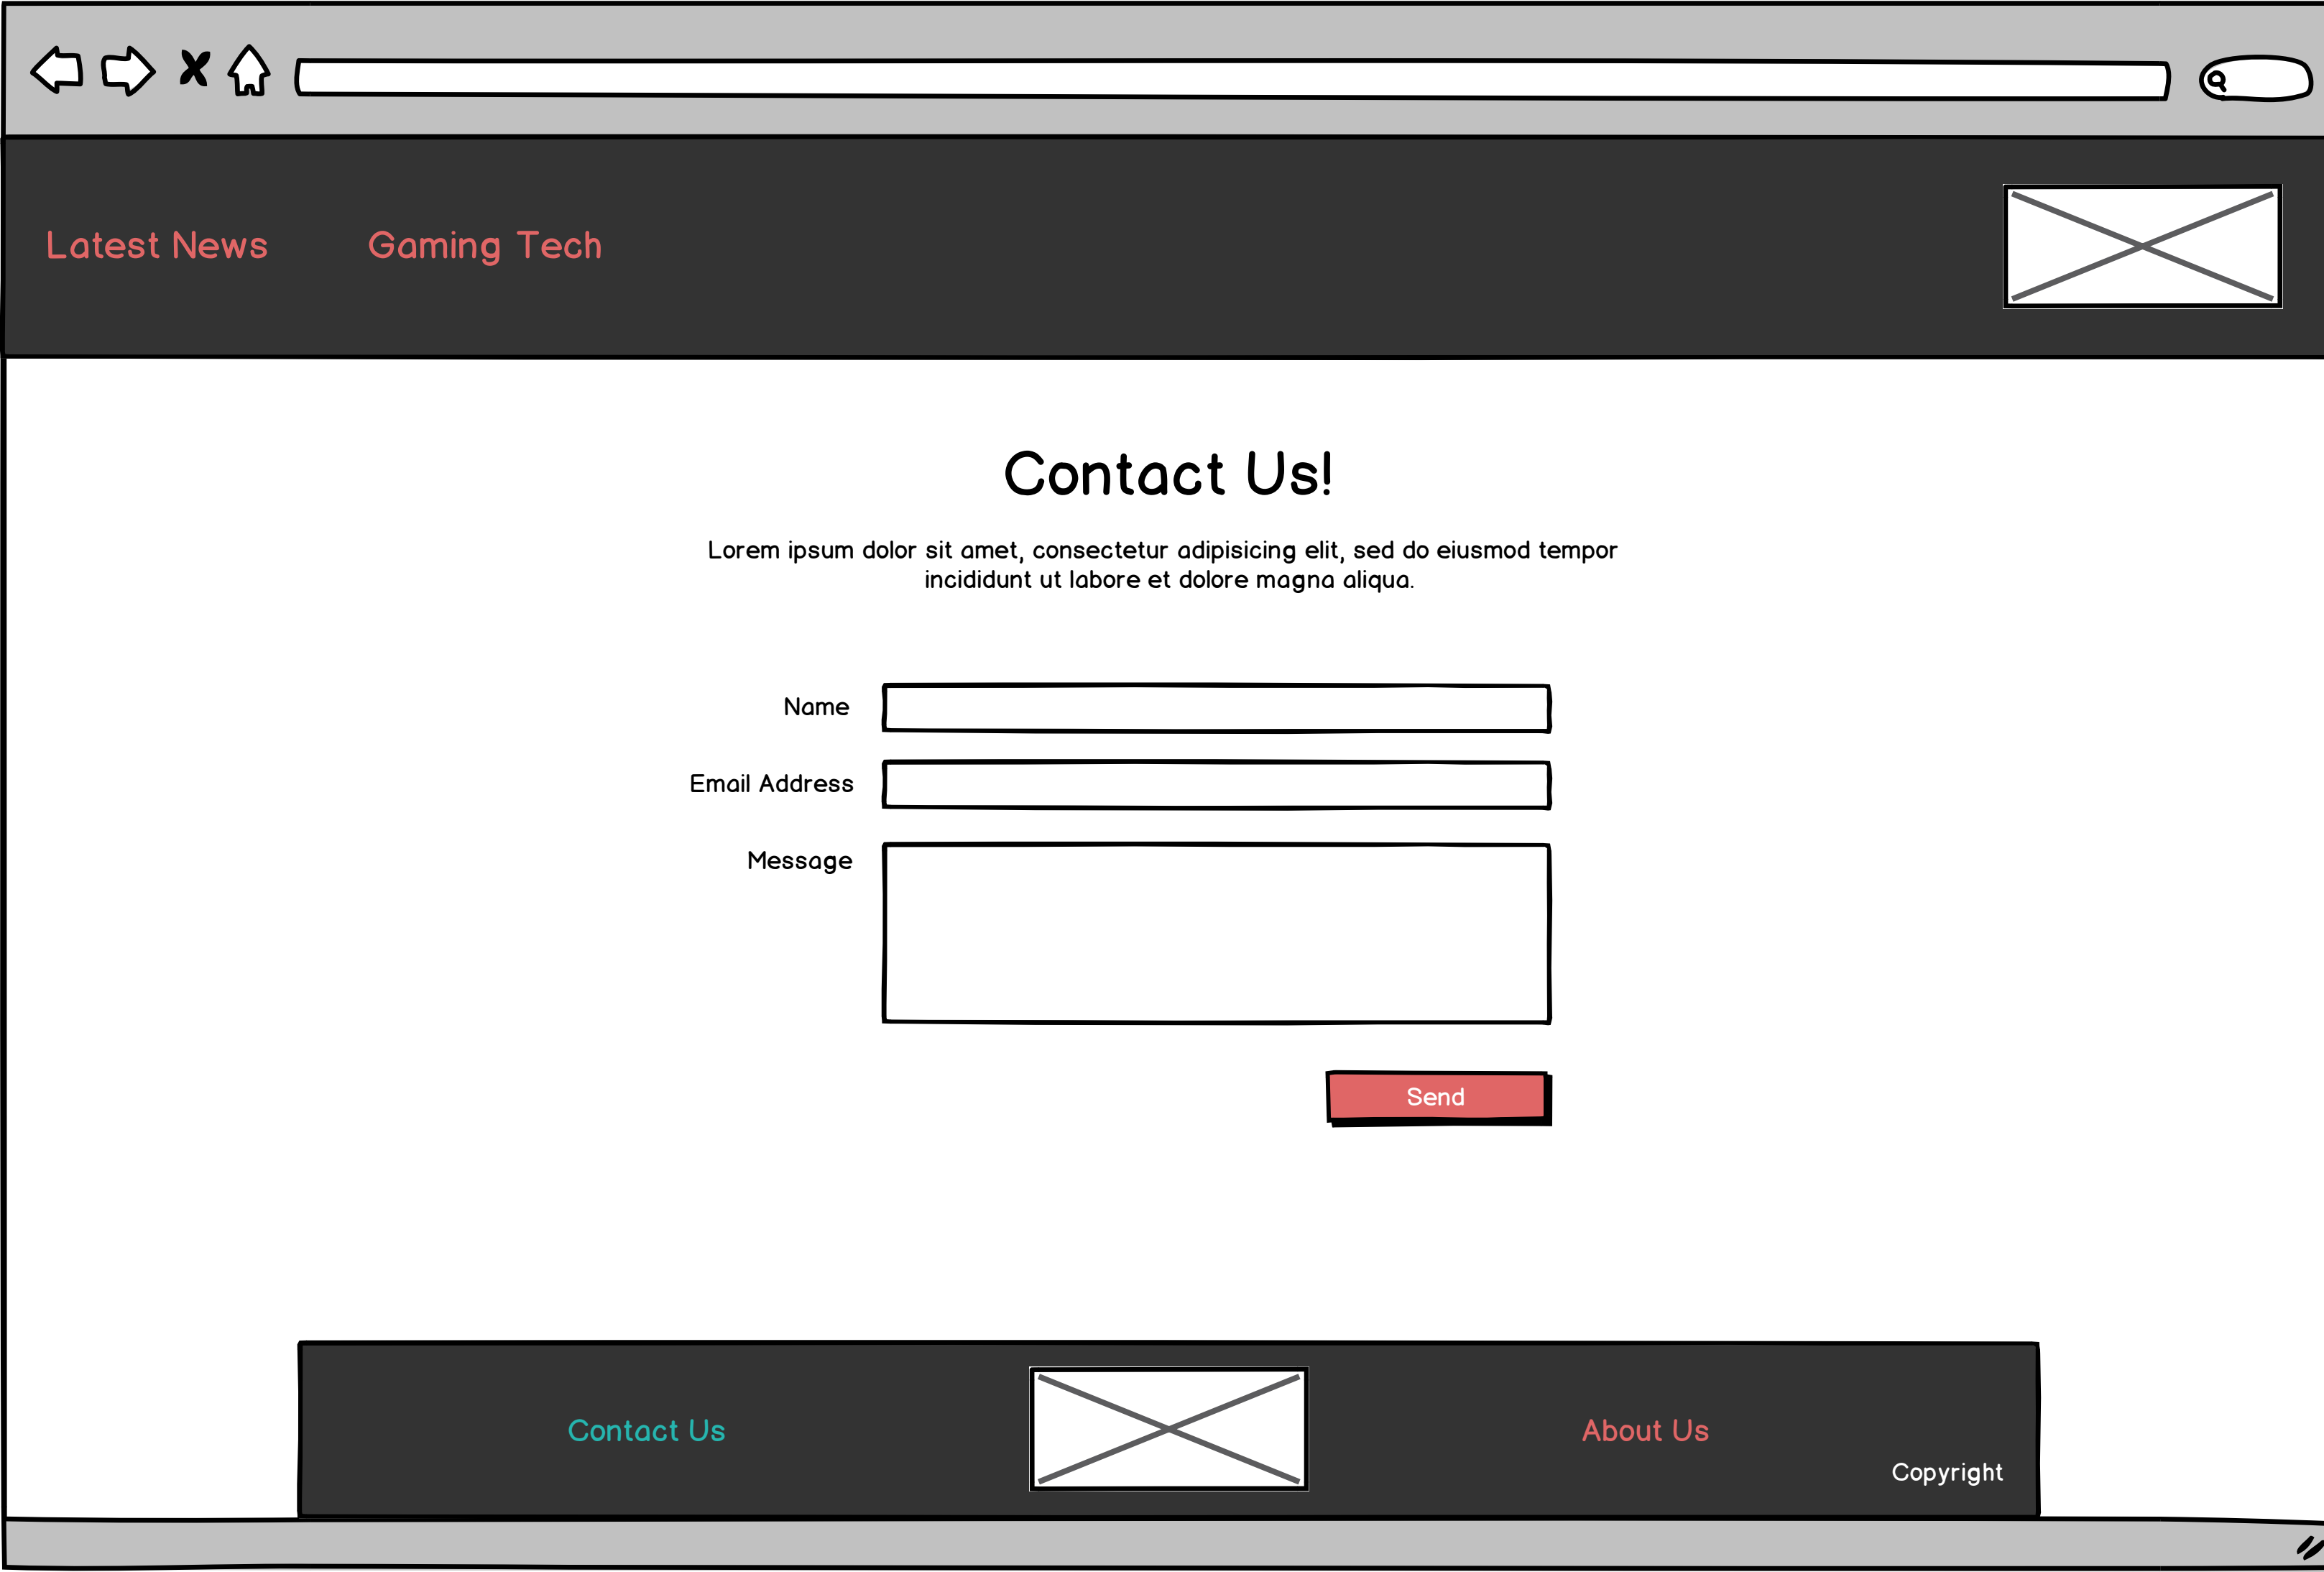 Latest News
Gaming Tech
Contact Us!
Lorem ipsum dolor sit amet, consectetur adipisicing elit, sed do eiusmod tempor
incididunt ut labore et dolore magna aliqua.
Name
Email Address
Message
Send
Contact Us
About Us
Copyright